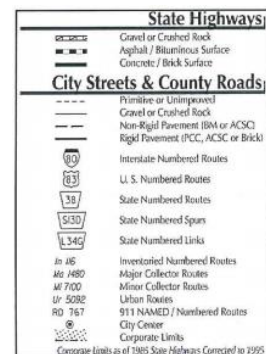 State Highways
Gravel or Crushed Rock
Asphalt / Bituminous Surface
Concrete / Brick Surface
City Streets & County Roads
Primitive or Unimproved
Gravel or Crushed Rock
Non-Rigid Pavement (BM or ACSC)
Rigid Pavement (PCC, ACSC or Brick)
80 Interstate Numbered Routes
83 U. S. Numbered Routes
38 State Numbered Routes
S13D State Numbered Spurs
L34G State Numbered Links
In 116 Inventoried Numbered Routes
Ma 1480 Major Collector Routes
Mi 7100 Minor Collector Routes
Ur 5092 Urban Routes
RD 767 911 NAMED / Numbered Routes
City Center
Corporate Limits
Corporate Limits as of 1985 State Highways Corrected to 1995